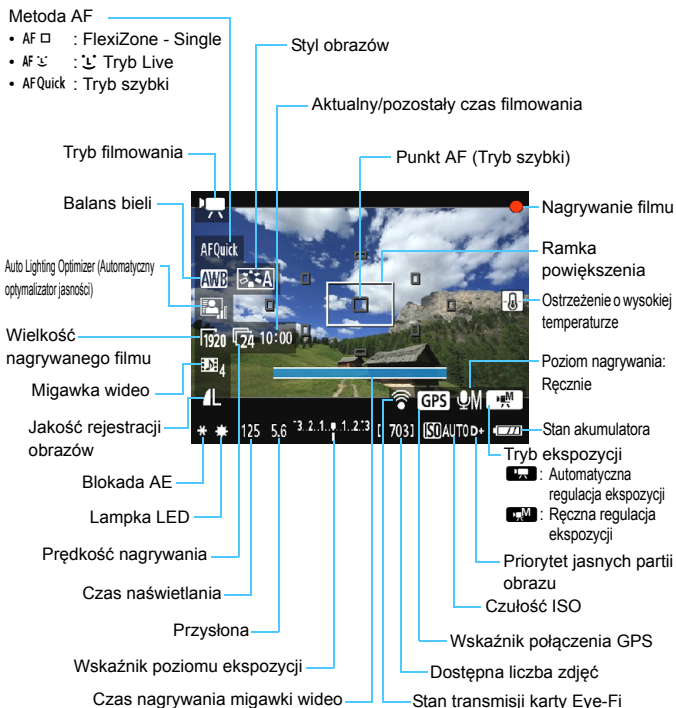 Metoda AF
• AF □ : FlexiZone - Single
• AF : Tryb Live
• AFQuick : Tryb szybki
Styl obrazów
Aktualny/pozostały czas filmowania
Tryb filmowania
Punkt AF (Tryb szybki)
Balans bieli
Nagrywanie filmu
Auto Lighting Optimizer (Automatyczny
optymalizator jasności)
Ramka
powiększenia
Ostrzeżenie o wysokiej
temperaturze
Wielkość
nagrywanego filmu
Poziom nagrywania:
Ręcznie
Migawka wideo
Jakość rejestracji
obrazów
Stan akumulatora
Tryb ekspozycji
: Automatyczna
regulacja ekspozycji
M : Ręczna regulacja
ekspozycji
Blokada AE
Lampka LED
Prędkość nagrywania
Priorytet jasnych partii
obrazu
Czas naświetlania
Czułość ISO
Przysłona
Wskaźnik połączenia GPS
Wskaźnik poziomu ekspozycji
Dostępna liczba zdjęć
Czas nagrywania migawki wideo
Stan transmisji karty Eye-Fi
AFQuick
AWB A
1920 24 10:00
4
L
GPS M M
* 125 5.6 -3..2..1..▼..1..2..+3 [ 703] ISO AUTO D+